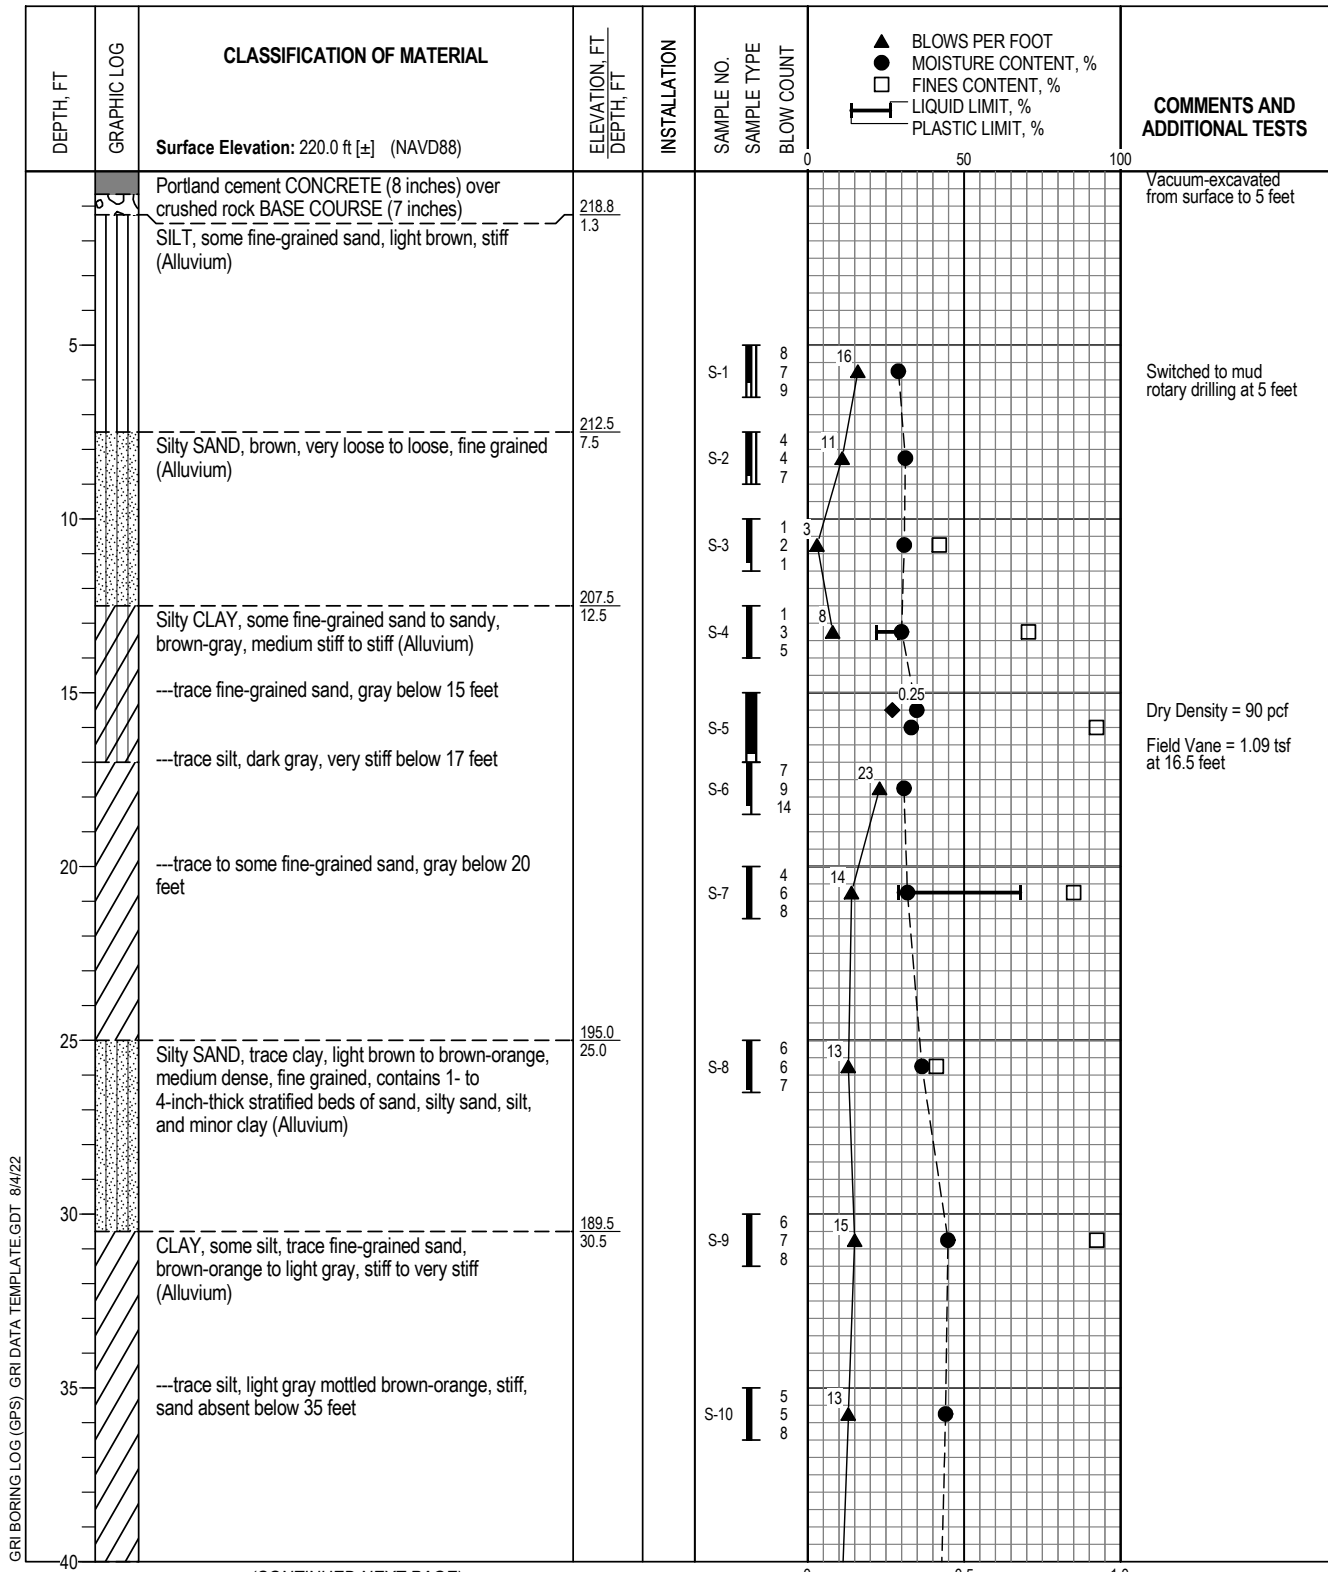 DEPTH, FT
GRAPHIC LOG
CLASSIFICATION OF MATERIAL
Surface Elevation: 220.0 ft [±] (NAVD88)
ELEVATION, FT
DEPTH, FT
INSTALLATION
SAMPLE NO.
SAMPLE TYPE
BLOW COUNT
BLOWS PER FOOT
MOISTURE CONTENT, %
FINES CONTENT, %
LIQUID LIMIT, %
PLASTIC LIMIT, %
0 50 100
COMMENTS AND
ADDITIONAL TESTS
Portland cement CONCRETE (8 inches) over
crushed rock BASE COURSE (7 inches)
218.8
1.3
Vacuum-excavated
from surface to 5 feet
SILT, some fine-grained sand, light brown, stiff
(Alluvium)
5
S-1
8
7
9
16
Switched to mud
rotary drilling at 5 feet
212.5
7.5
Silty SAND, brown, very loose to loose, fine grained
(Alluvium)
S-2
4
4
7
11
10
S-3
1
2
1
3
207.5
12.5
Silty CLAY, some fine-grained sand to sandy,
brown-gray, medium stiff to stiff (Alluvium)
S-4
1
3
5
8
15
---trace fine-grained sand, gray below 15 feet
S-5
0.25
Dry Density = 90 pcf
Field Vane = 1.09 tsf
at 16.5 feet
---trace silt, dark gray, very stiff below 17 feet
S-6
7
9
14
23
20
---trace to some fine-grained sand, gray below 20
feet
S-7
4
6
8
14
25
195.0
25.0
Silty SAND, trace clay, light brown to brown-orange,
medium dense, fine grained, contains 1- to
4-inch-thick stratified beds of sand, silty sand, silt,
and minor clay (Alluvium)
S-8
6
6
7
13
30
189.5
30.5
CLAY, some silt, trace fine-grained sand,
brown-orange to light gray, stiff to very stiff
(Alluvium)
S-9
6
7
8
15
35
---trace silt, light gray mottled brown-orange, stiff,
sand absent below 35 feet
S-10
5
5
8
13
40
(CONTINUED NEXT PAGE)
0 0.5 1.0
GRI BORING LOG (GPS) GRI DATA TEMPLATE.GDT 8/4/22